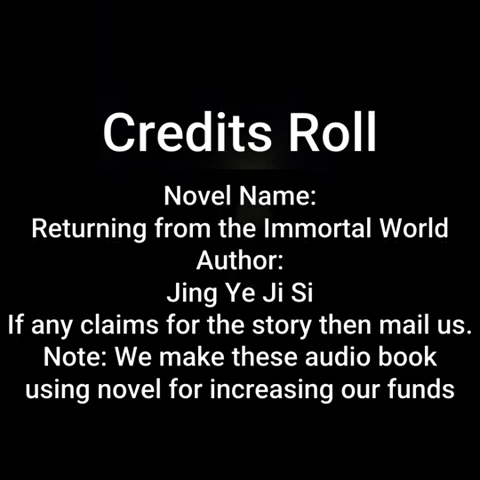 Credits Roll
Novel Name:
Returning from the Immortal World
Author:
Jing Ye Ji Si
If any claims for the story then mail us.
Note: We make these audio book
using novel for increasing our funds